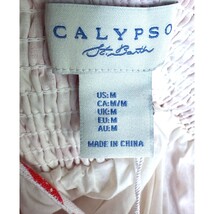 CALYPSO
St. Barth
US:M
CA:M/M
UK:M
EU:M
AU:M
MADE IN CHINA